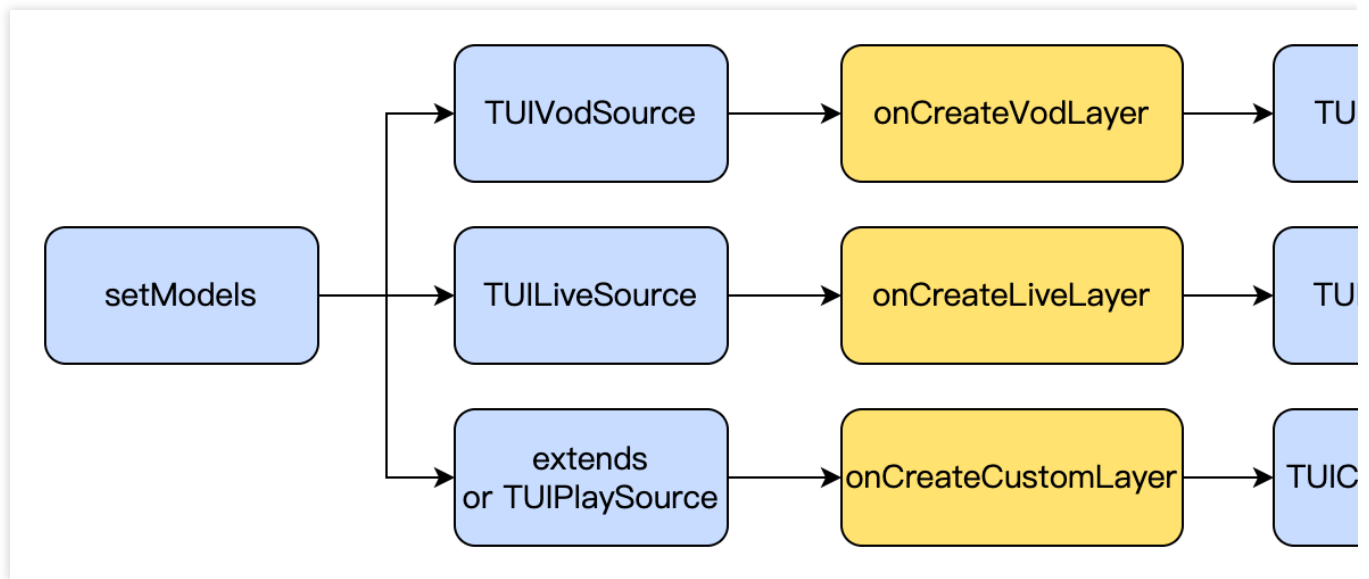 TUIVodSource
onCreateVodLayer
setModels
TUILiveSource
onCreateLiveLayer
extends
or TUIPlaySource
onCreateCustomLayer